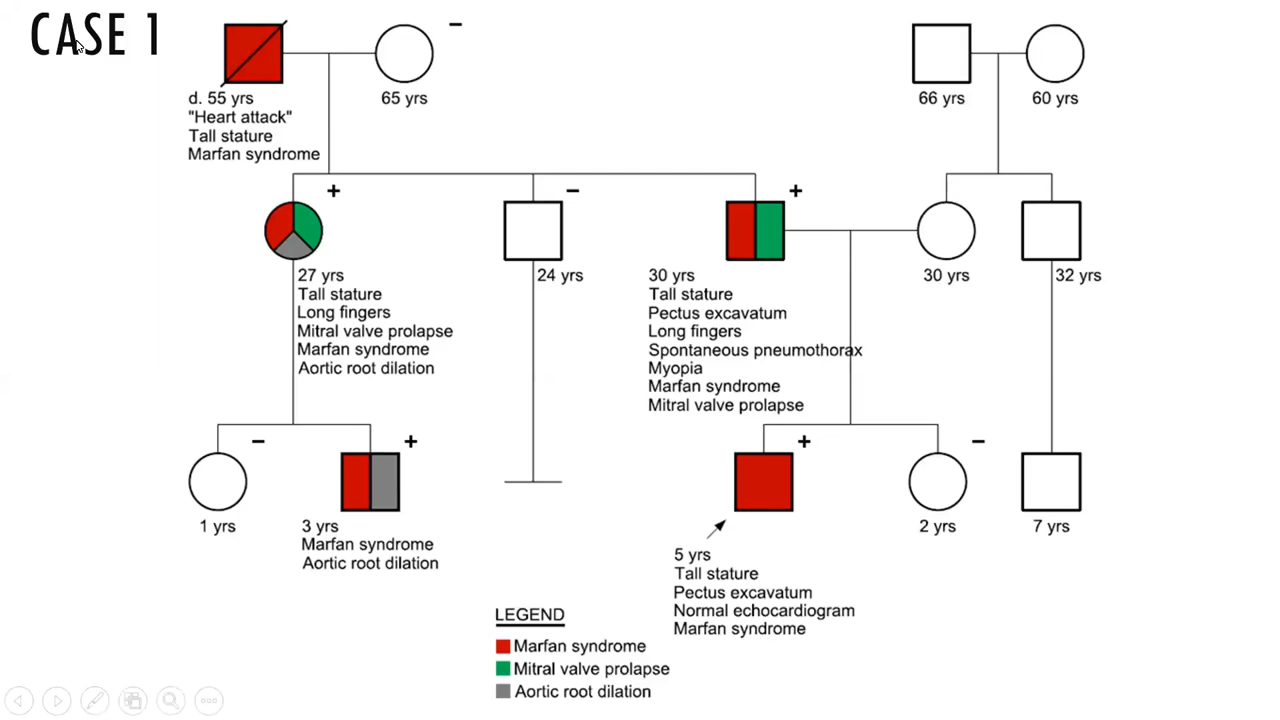 CASE 1
d. 55 yrs
"Heart attack"
Tall stature
Marfan syndrome
−
65 yrs
66 yrs
60 yrs
+
27 yrs
Tall stature
Long fingers
Mitral valve prolapse
Marfan syndrome
Aortic root dilation
−
24 yrs
+
30 yrs
Tall stature
Pectus excavatum
Long fingers
Spontaneous pneumothorax
Myopia
Marfan syndrome
Mitral valve prolapse
30 yrs
32 yrs
−
1 yrs
+
3 yrs
Marfan syndrome
Aortic root dilation
+
5 yrs
Tall stature
Pectus excavatum
Normal echocardiogram
Marfan syndrome
−
2 yrs
7 yrs
LEGEND
Marfan syndrome
Mitral valve prolapse
Aortic root dilation